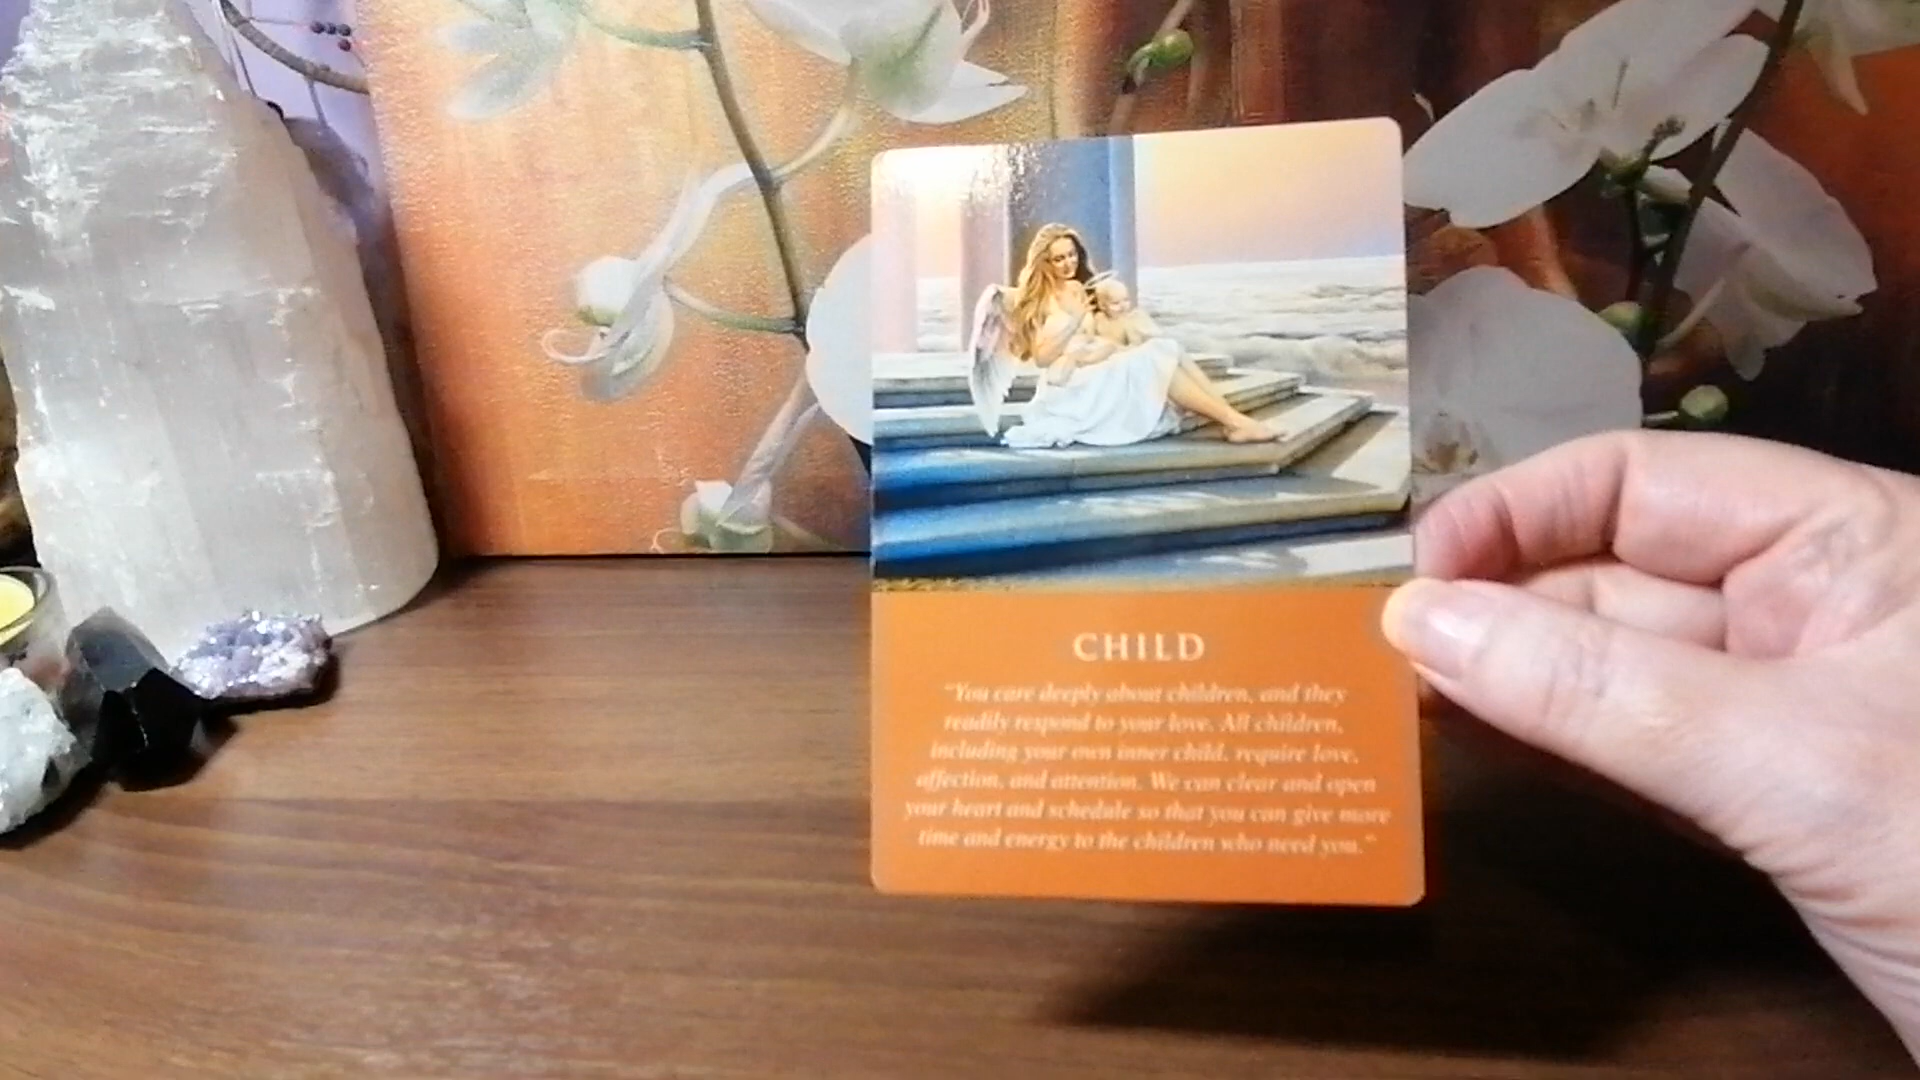 CHILD
"You care deeply about children, and they
readily respond to your love. All children,
including your own inner child, require love,
affection, and attention. We can clear and open
your heart and schedule so that you can give more
time and energy to the children who need you."